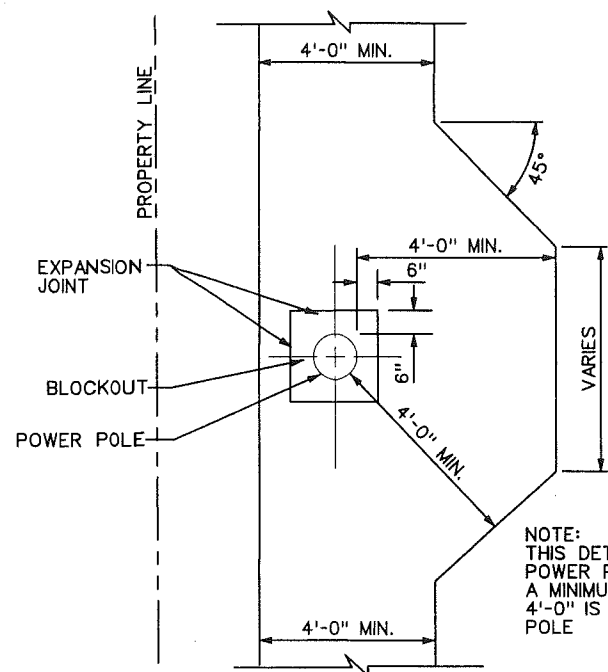 4'-0" MIN.
PROPERTY LINE
45°
4'-0" MIN.
EXPANSION
JOINT
6"
6"
VARIES
BLOCKOUT
POWER POLE
4'-0" MIN.
NOTE:
THIS DET
POWER P
A MINIMU
4'-0" IS
POLE
4'-0" MIN.